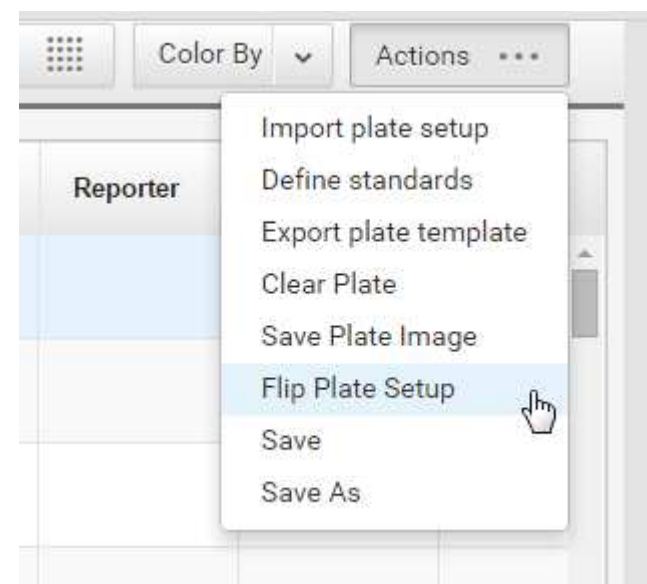 Color By
Actions
Reporter
Import plate setup
Define standards
Export plate template
Clear Plate
Save Plate Image
Flip Plate Setup
Save
Save As